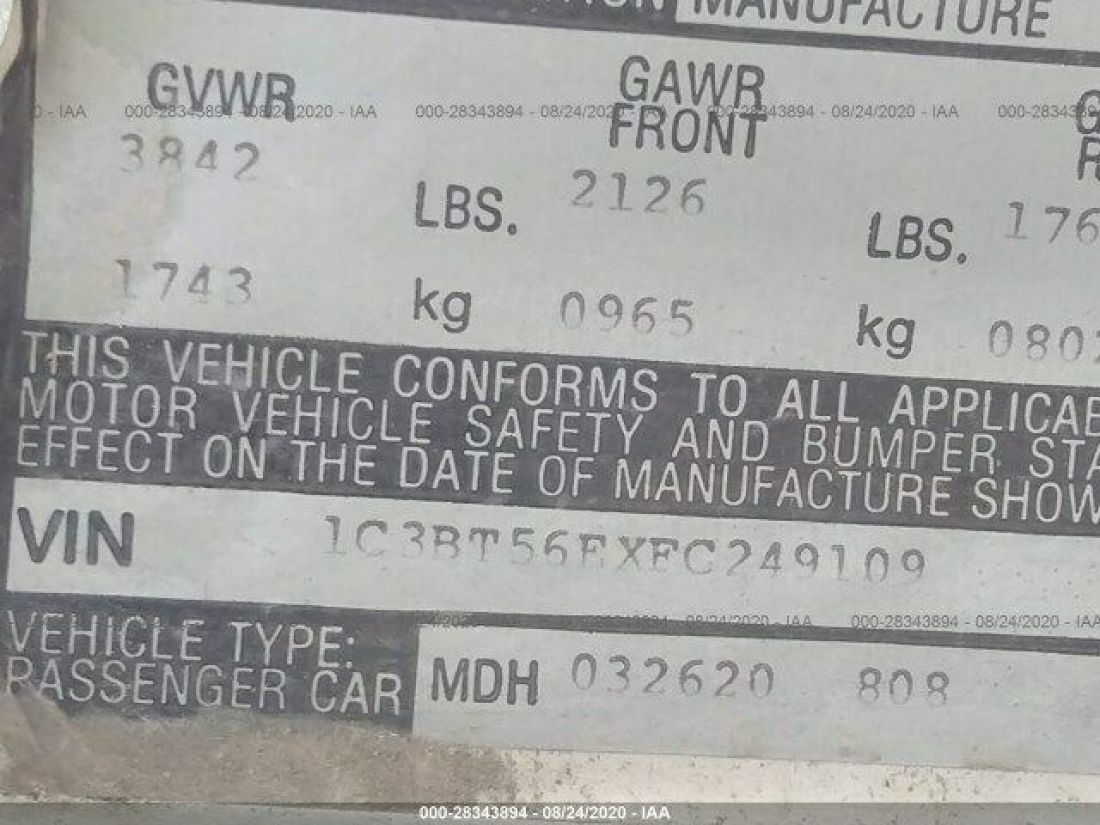 MANUFACTURE
GVWR
GAWR
FRONT
3842 LBS. 2126 LBS. 176
1743 kg 0965 kg 080
THIS VEHICLE CONFORMS TO ALL APPLICAB
MOTOR VEHICLE SAFETY AND BUMPER STA
EFFECT ON THE DATE OF MANUFACTURE SHOW
VIN 1C3BT56EXFC249109
VEHICLE TYPE:
PASSENGER CAR
MDH 032620 808
000-28343894 - 08/24/2020 - IAA